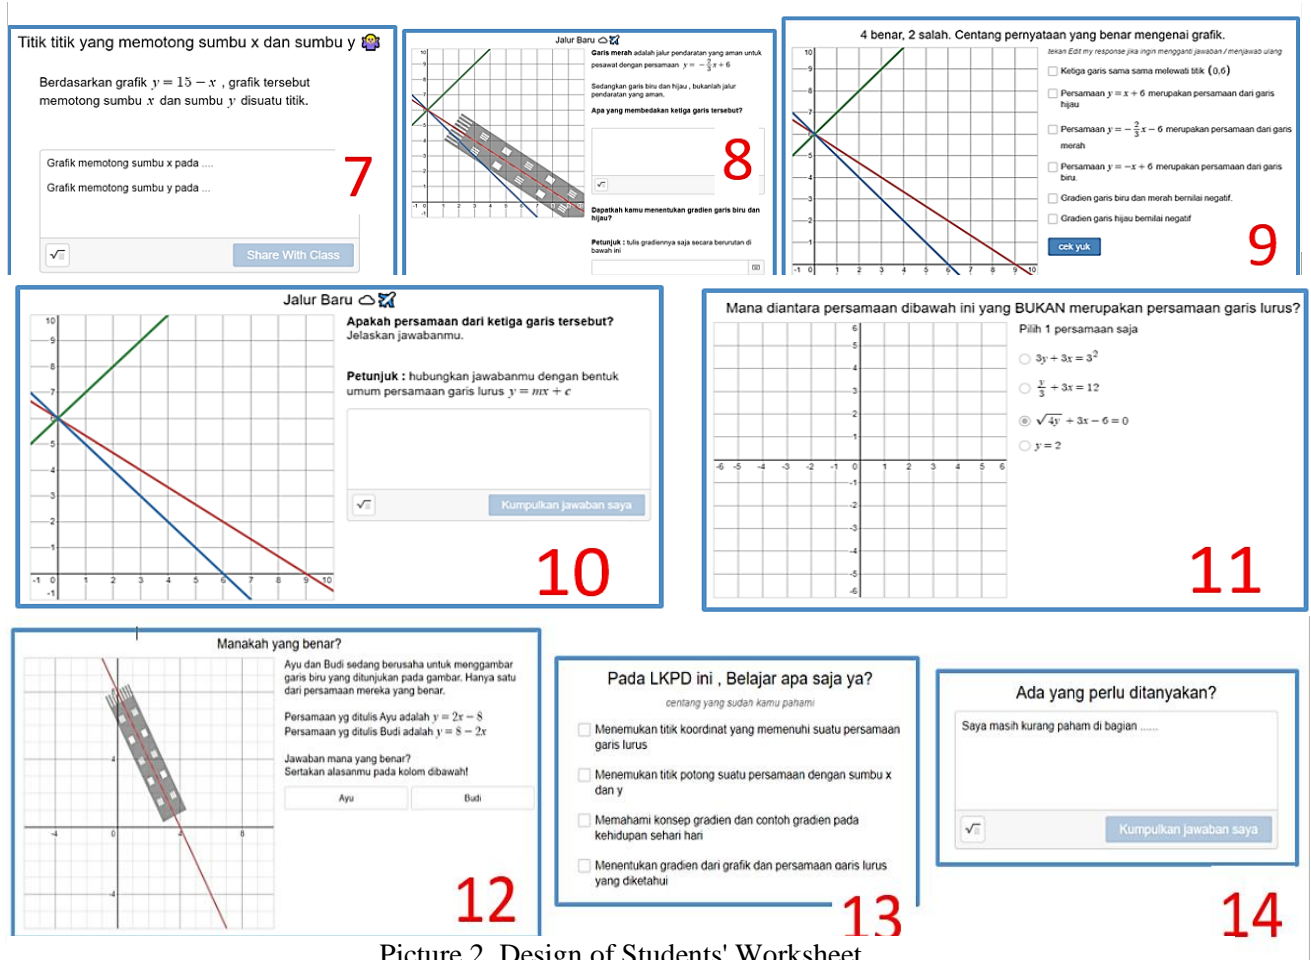 Titik titik yang memotong sumbu x dan sumbu y 🤷
Berdasarkan grafik y = 15 − x , grafik tersebut
memotong sumbu x dan sumbu y disuatu titik.
Grafik memotong sumbu x pada ....
Grafik memotong sumbu y pada ...
Share With Class
7
Jalur Baru
Garis merah adalah jalur pendaratan yang aman untuk
pesawat dengan persamaan y = −2/3x + 6
Sedangkan garis biru dan hijau , bukanlah jalur
pendaratan yang aman.
Apa yang membedakan ketiga garis tersebut?
8
Dapatkah kamu menentukan gradien garis biru dan
hijau?
Petunjuk : tulis gradiennya saja secara berurutan di
bawah ini
4 benar, 2 salah. Centang pernyataan yang benar mengenai grafik.
tekan Edit my response jika ingin mengganti jawaban / menjawab ulang
Ketiga garis sama sama melewati titik (0,6)
Persamaan y = x + 6 merupakan persamaan dari garis
hijau
Persamaan y = −2/3x − 6 merupakan persamaan dari garis
merah
Persamaan y = −x + 6 merupakan persamaan dari garis
biru.
Gradien garis biru dan merah bernilai negatif.
Gradien garis hijau bernilai negatif
cek yuk
9
Jalur Baru
Apakah persamaan dari ketiga garis tersebut?
Jelaskan jawabanmu.
Petunjuk : hubungkan jawabanmu dengan bentuk
umum persamaan garis lurus y = mx + c
Kumpulkan jawaban saya
10
Mana diantara persamaan dibawah ini yang BUKAN merupakan persamaan garis lurus?
Pilih 1 persamaan saja
3y + 3x = 3²
y/3 + 3x = 12
√4y + 3x − 6 = 0
y = 2
11
Manakah yang benar?
Ayu dan Budi sedang berusaha untuk menggambar
garis biru yang ditunjukan pada gambar. Hanya satu
dari persamaan mereka yang benar.
Persamaan yg ditulis Ayu adalah y = 2x − 8
Persamaan yg ditulis Budi adalah y = 8 − 2x
Jawaban mana yang benar?
Sertakan alasanmu pada kolom dibawah!
Ayu
Budi
12
Pada LKPD ini , Belajar apa saja ya?
centang yang sudah kamu pahami
Menemukan titik koordinat yang memenuhi suatu persamaan
garis lurus
Menemukan titik potong suatu persamaan dengan sumbu x
dan y
Memahami konsep gradien dan contoh gradien pada
kehidupan sehari hari
Menentukan gradien dari grafik dan persamaan garis lurus
yang diketahui
13
Ada yang perlu ditanyakan?
Saya masih kurang paham di bagian ......
Kumpulkan jawaban saya
14
Picture 2. Design of Students' Worksheet